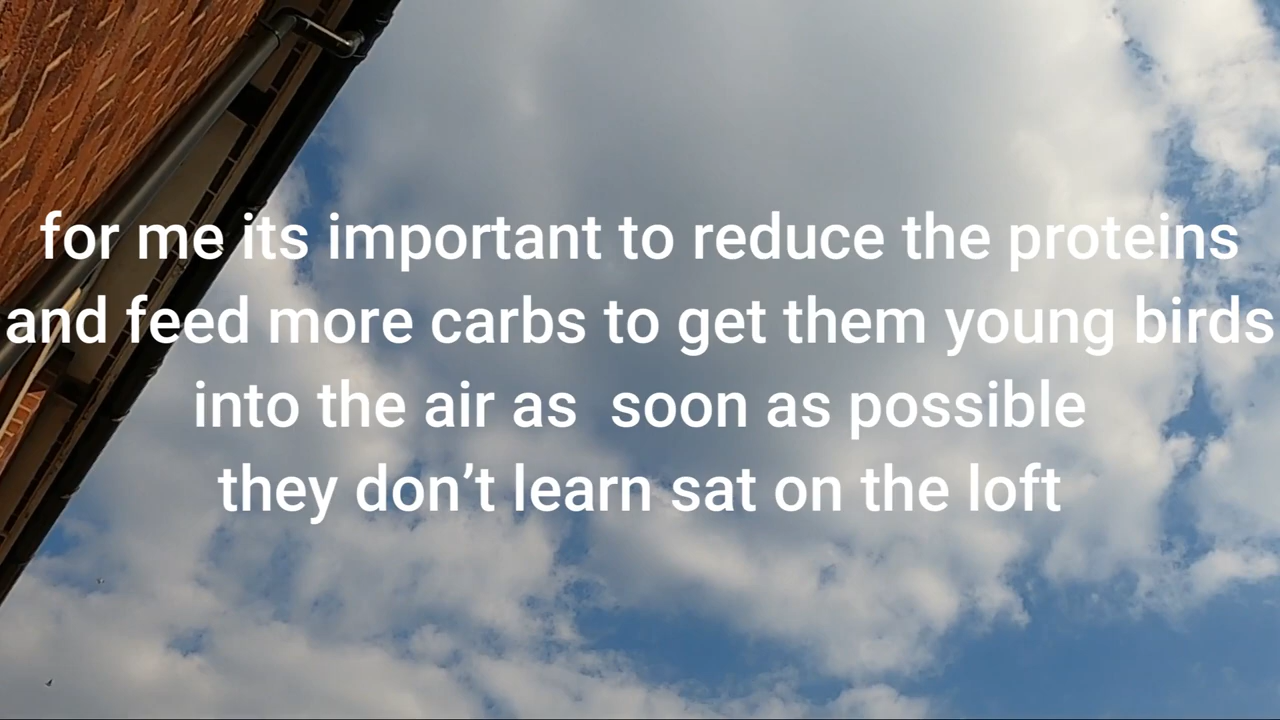 for me its important to reduce the proteins
and feed more carbs to get them young birds
into the air as  soon as possible
they don’t learn sat on the loft